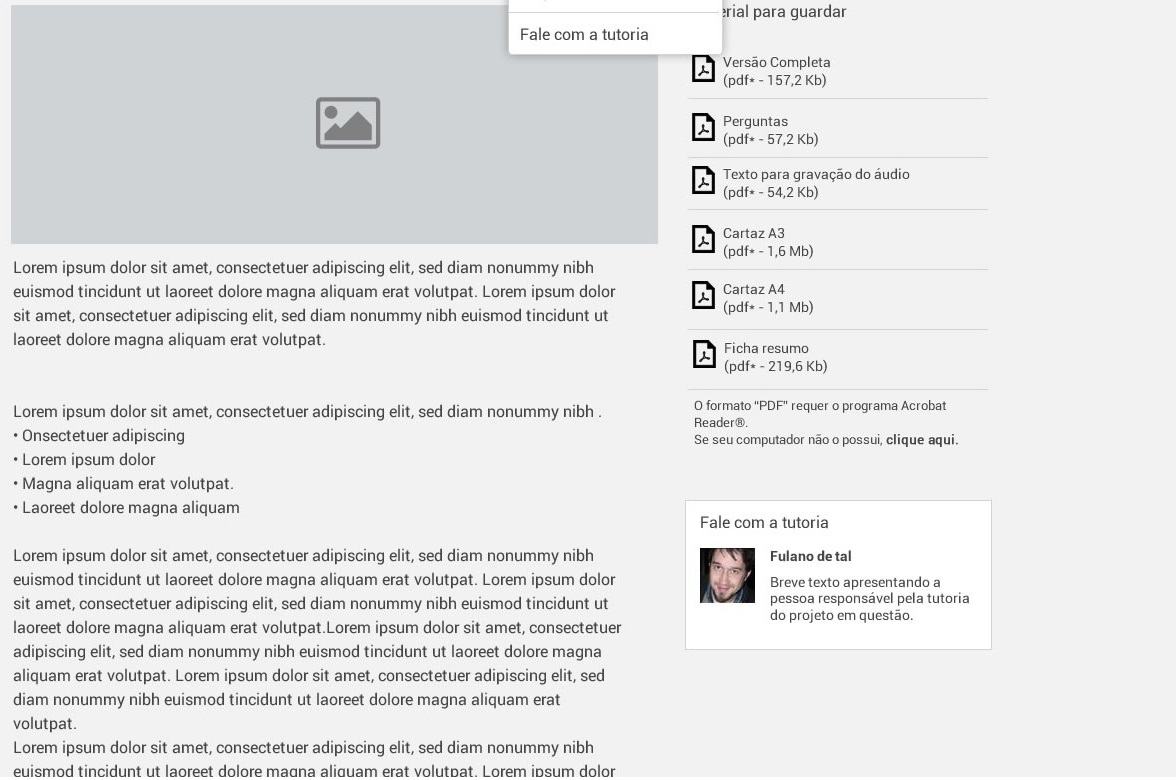 erial para guardar
Fale com a tutoria
Versão Completa
(pdf* - 157,2 Kb)
Perguntas
(pdf* - 57,2 Kb)
Texto para gravação do áudio
(pdf* - 54,2 Kb)
Cartaz A3
(pdf* - 1,6 Mb)
Cartaz A4
(pdf* - 1,1 Mb)
Ficha resumo
(pdf* - 219,6 Kb)
O formato “PDF” requer o programa Acrobat
Reader®.
Se seu computador não o possui, clique aqui.
Fale com a tutoria
Fulano de tal
Breve texto apresentando a
pessoa responsável pela tutoria
do projeto em questão.
Lorem ipsum dolor sit amet, consectetuer adipiscing elit, sed diam nonummy nibh
euismod tincidunt ut laoreet dolore magna aliquam erat volutpat. Lorem ipsum dolor
sit amet, consectetuer adipiscing elit, sed diam nonummy nibh euismod tincidunt ut
laoreet dolore magna aliquam erat volutpat.
Lorem ipsum dolor sit amet, consectetuer adipiscing elit, sed diam nonummy nibh .
• Onsectetuer adipiscing
• Lorem ipsum dolor
• Magna aliquam erat volutpat.
• Laoreet dolore magna aliquam
Lorem ipsum dolor sit amet, consectetuer adipiscing elit, sed diam nonummy nibh
euismod tincidunt ut laoreet dolore magna aliquam erat volutpat. Lorem ipsum dolor
sit amet, consectetuer adipiscing elit, sed diam nonummy nibh euismod tincidunt ut
laoreet dolore magna aliquam erat volutpat.Lorem ipsum dolor sit amet, consectetuer
adipiscing elit, sed diam nonummy nibh euismod tincidunt ut laoreet dolore magna
aliquam erat volutpat. Lorem ipsum dolor sit amet, consectetuer adipiscing elit, sed
diam nonummy nibh euismod tincidunt ut laoreet dolore magna aliquam erat
volutpat.
Lorem ipsum dolor sit amet, consectetuer adipiscing elit, sed diam nonummy nibh
euismod tincidunt ut laoreet dolore magna aliquam erat volutpat. Lorem ipsum dolor